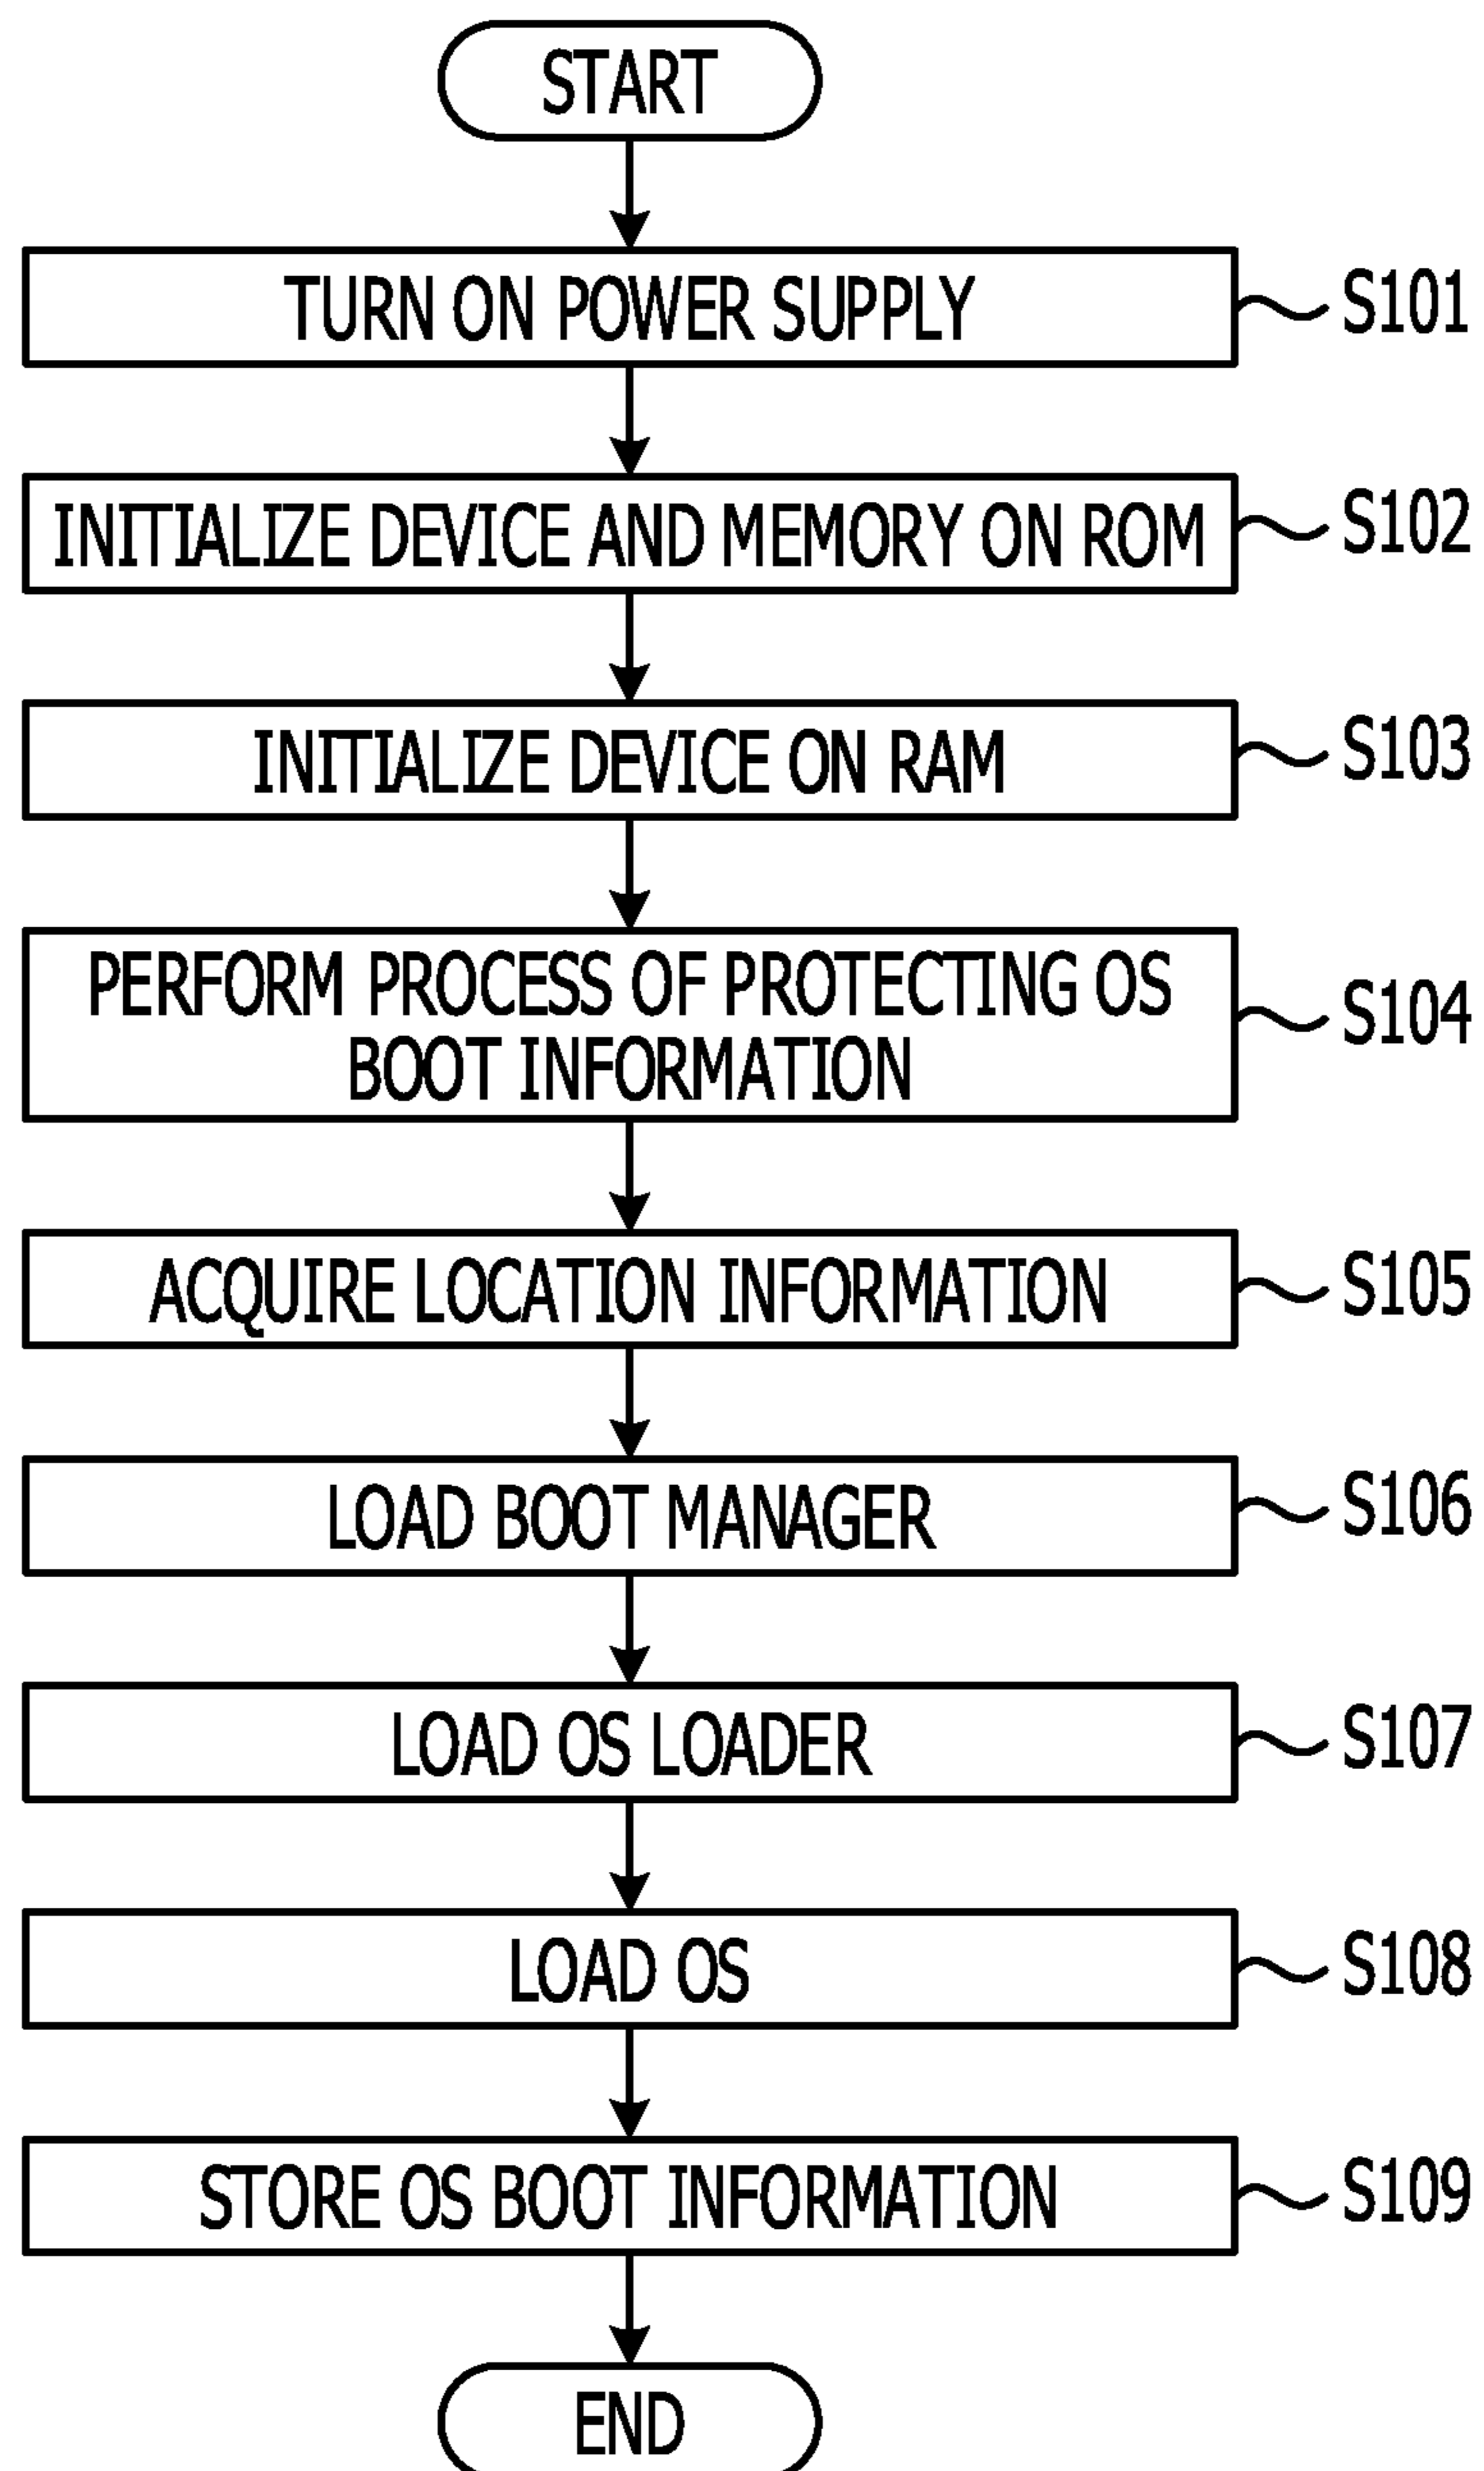 START
TURN ON POWER SUPPLY
S101
INITIALIZE DEVICE AND MEMORY ON ROM
S102
INITIALIZE DEVICE ON RAM
S103
PERFORM PROCESS OF PROTECTING OS
BOOT INFORMATION
S104
ACQUIRE LOCATION INFORMATION
S105
LOAD BOOT MANAGER
S106
LOAD OS LOADER
S107
LOAD OS
S108
STORE OS BOOT INFORMATION
S109
END